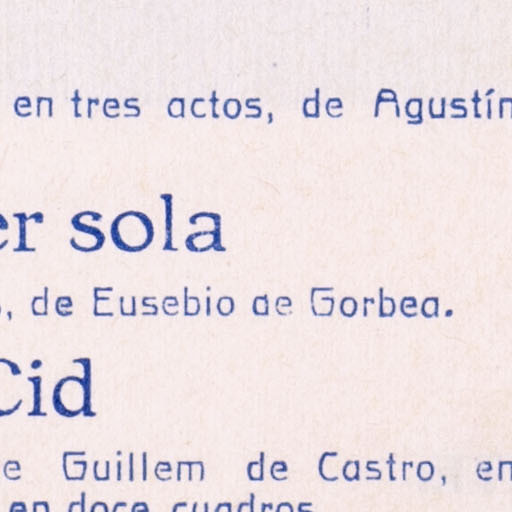 en tres actos, de Agustín
er sola
, de Eusebio de Gorbea.
Cid
e Guillem de Castro, en
en doce cuadros